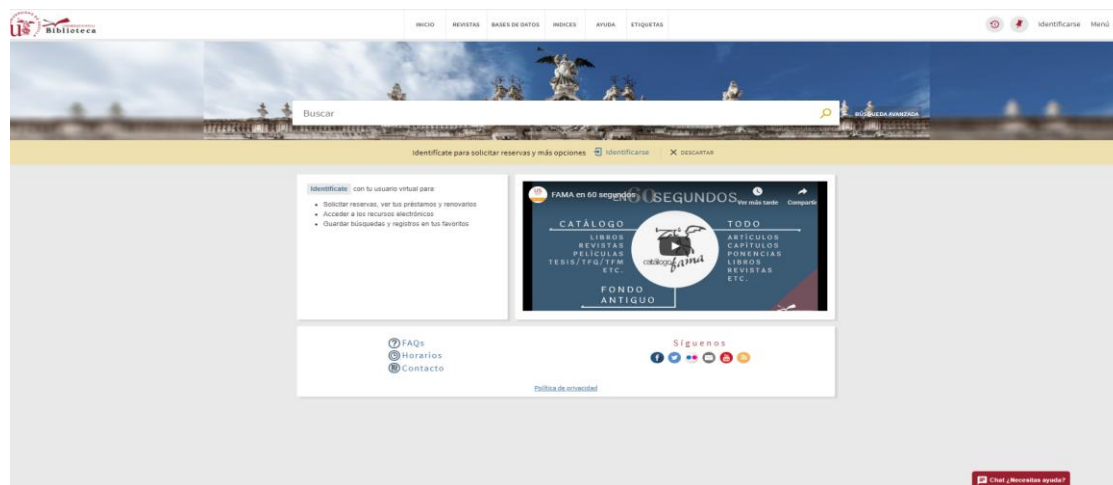 Biblioteca
INICIO REVISTAS BASES DE DATOS INDICES AYUDA ETIQUETAS
Identificarse Menú
Buscar
BÚSQUEDA AVANZADA
Identifícate para solicitar reservas y más opciones Identificarse DESCARTAR
Identifícate con tu usuario virtual para:
Solicitar reservas, ver tus préstamos y renovarlos
Acceder a los recursos electrónicos
Guardar búsquedas y registros en tus favoritos
FAMA en 60 segundos
EN 60 SEGUNDOS
Ver más tarde Compartir
CATÁLOGO
LIBROS
REVISTAS
PELÍCULAS
TESIS/TFG/TFM
ETC.
catálogo fama
TODO
ARTÍCULOS
CAPÍTULOS
PONENCIAS
LIBROS
REVISTAS
ETC.
FONDO
ANTIGUO
FAQs
Horarios
Contacto
Síguenos
Política de privacidad
Chat ¿Necesitas ayuda?